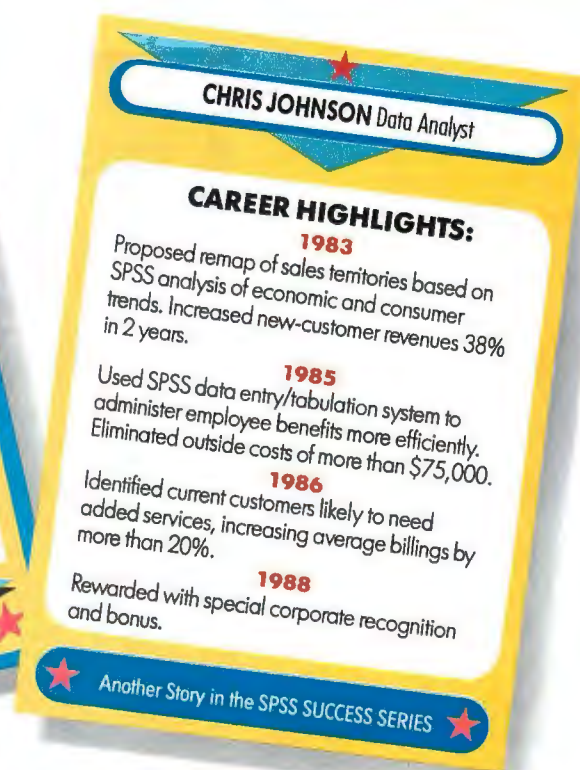 CHRIS JOHNSON Data Analyst
CAREER HIGHLIGHTS:
1983
Proposed remap of sales territories based on
SPSS analysis of economic and consumer
trends. Increased new-customer revenues 38%
in 2 years.
1985
Used SPSS data entry/tabulation system to
administer employee benefits more efficiently.
Eliminated outside costs of more than $75,000.
1986
Identified current customers likely to need
added services, increasing average billings by
more than 20%.
1988
Rewarded with special corporate recognition
and bonus.
Another Story in the SPSS SUCCESS SERIES